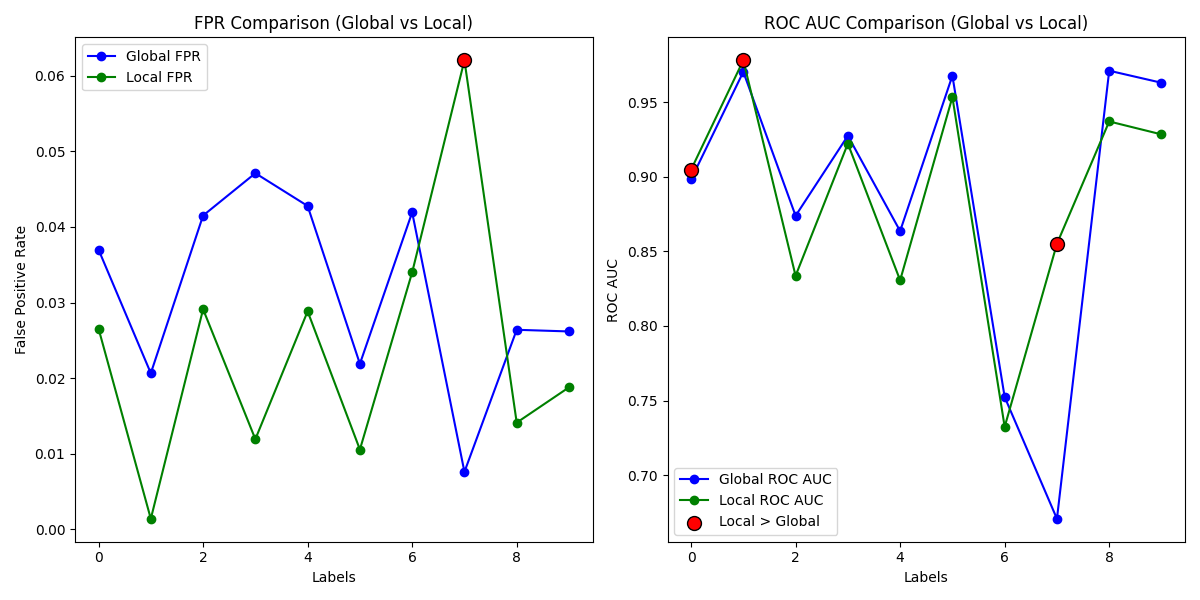 FPR Comparison (Global vs Local)
Global FPR
Local FPR
False Positive Rate
0.06
0.05
0.04
0.03
0.02
0.01
0.00
0 2 4 6 8
Labels
ROC AUC Comparison (Global vs Local)
ROC AUC
0.95
0.90
0.85
0.80
0.75
0.70
Global ROC AUC
Local ROC AUC
Local > Global
0 2 4 6 8
Labels